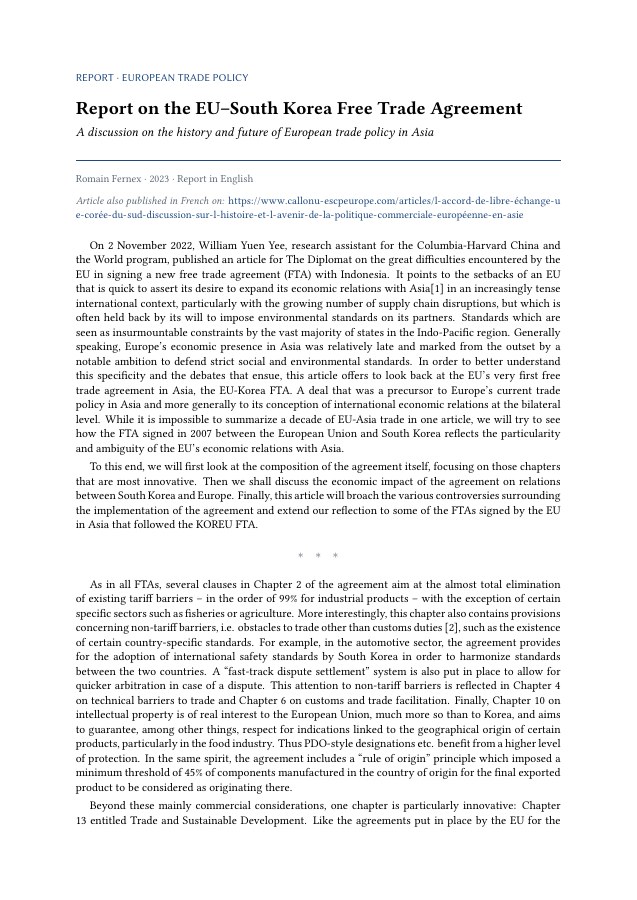 REPORT · EUROPEAN TRADE POLICY
Report on the EU–South Korea Free Trade Agreement
A discussion on the history and future of European trade policy in Asia
Romain Fernex · 2023 · Report in English
Article also published in French on: https://www.callonu-escpeurope.com/articles/l-accord-de-libre-échange-u
e-corée-du-sud-discussion-sur-l-histoire-et-l-avenir-de-la-politique-commerciale-européenne-en-asie
On 2 November 2022, William Yuen Yee, research assistant for the Columbia-Harvard China and
the World program, published an article for The Diplomat on the great difficulties encountered by the
EU in signing a new free trade agreement (FTA) with Indonesia. It points to the setbacks of an EU
that is quick to assert its desire to expand its economic relations with Asia[1] in an increasingly tense
international context, particularly with the growing number of supply chain disruptions, but which is
often held back by its will to impose environmental standards on its partners. Standards which are
seen as insurmountable constraints by the vast majority of states in the Indo-Pacific region. Generally
speaking, Europe's economic presence in Asia was relatively late and marked from the outset by a
notable ambition to defend strict social and environmental standards. In order to better understand
this specificity and the debates that ensue, this article offers to look back at the EU's very first free
trade agreement in Asia, the EU-Korea FTA. A deal that was a precursor to Europe's current trade
policy in Asia and more generally to its conception of international economic relations at the bilateral
level. While it is impossible to summarize a decade of EU-Asia trade in one article, we will try to see
how the FTA signed in 2007 between the European Union and South Korea reflects the particularity
and ambiguity of the EU's economic relations with Asia.
To this end, we will first look at the composition of the agreement itself, focusing on those chapters
that are most innovative. Then we shall discuss the economic impact of the agreement on relations
between South Korea and Europe. Finally, this article will broach the various controversies surrounding
the implementation of the agreement and extend our reflection to some of the FTAs signed by the EU
in Asia that followed the KOREU FTA.
* * *
As in all FTAs, several clauses in Chapter 2 of the agreement aim at the almost total elimination
of existing tariff barriers – in the order of 99% for industrial products – with the exception of certain
specific sectors such as fisheries or agriculture. More interestingly, this chapter also contains provisions
concerning non-tariff barriers, i.e. obstacles to trade other than customs duties [2], such as the existence
of certain country-specific standards. For example, in the automotive sector, the agreement provides
for the adoption of international safety standards by South Korea in order to harmonize standards
between the two countries. A “fast-track dispute settlement” system is also put in place to allow for
quicker arbitration in case of a dispute. This attention to non-tariff barriers is reflected in Chapter 4
on technical barriers to trade and Chapter 6 on customs and trade facilitation. Finally, Chapter 10 on
intellectual property is of real interest to the European Union, much more so than to Korea, and aims
to guarantee, among other things, respect for indications linked to the geographical origin of certain
products, particularly in the food industry. Thus PDO-style designations etc. benefit from a higher level
of protection. In the same spirit, the agreement includes a “rule of origin” principle which imposed a
minimum threshold of 45% of components manufactured in the country of origin for the final exported
product to be considered as originating there.
Beyond these mainly commercial considerations, one chapter is particularly innovative: Chapter
13 entitled Trade and Sustainable Development. Like the agreements put in place by the EU for the